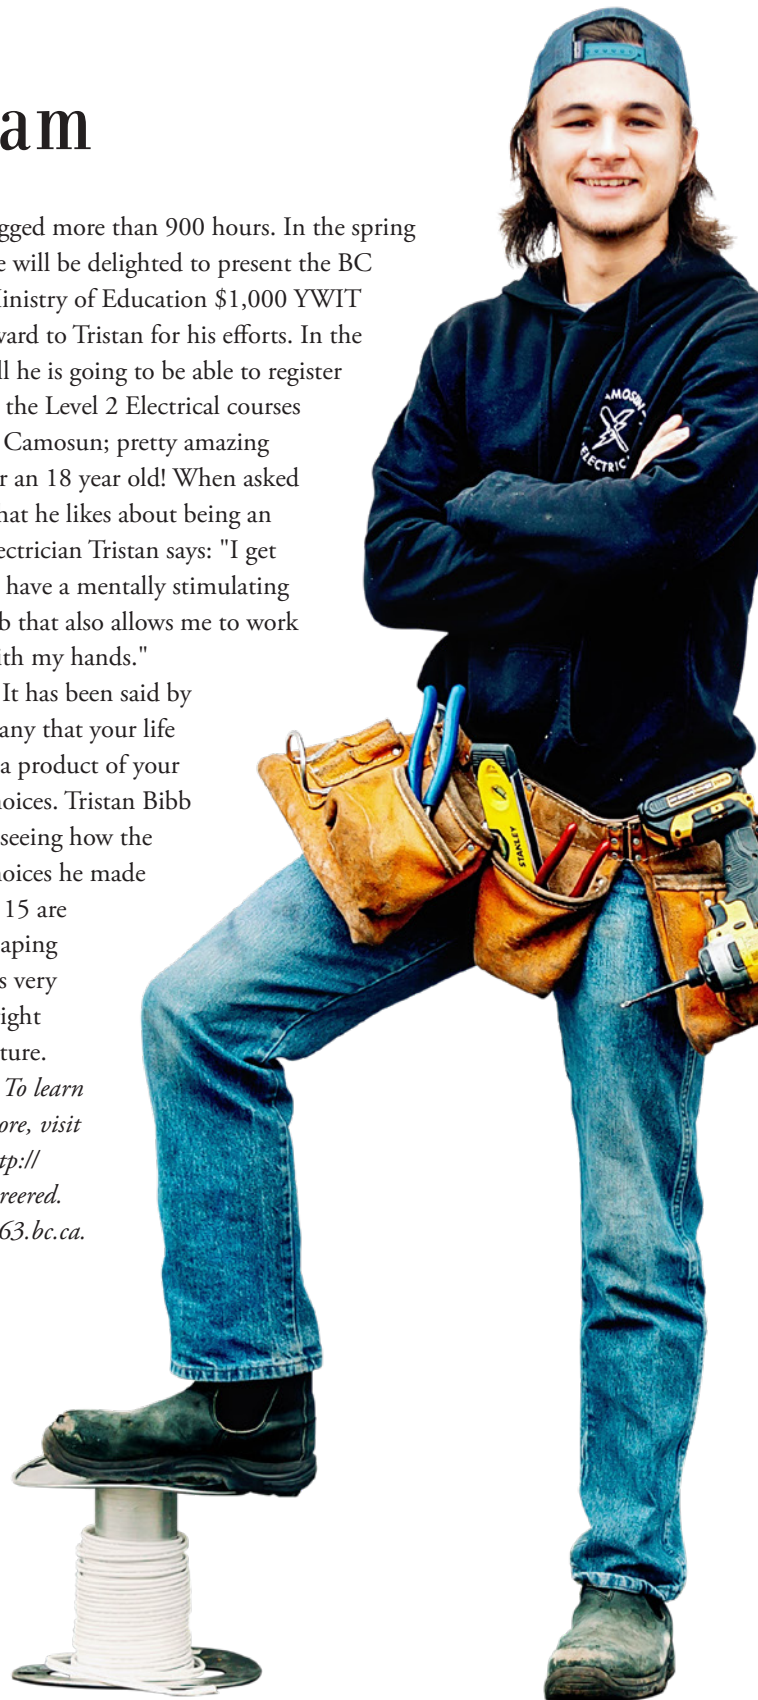 am
gged more than 900 hours. In the spring
e will be delighted to present the BC
inistry of Education $1,000 YWIT
ward to Tristan for his efforts. In the
ll he is going to be able to register
the Level 2 Electrical courses
Camosun; pretty amazing
r an 18 year old! When asked
hat he likes about being an
ectrician Tristan says: "I get
have a mentally stimulating
b that also allows me to work
ith my hands."
It has been said by
any that your life
a product of your
hoices. Tristan Bibb
seeing how the
hoices he made
15 are
aping
s very
ight
ture.
To learn
ore, visit
tp://
reered.
63.bc.ca.
AMOSUN
ELECTRIC
STANLEY